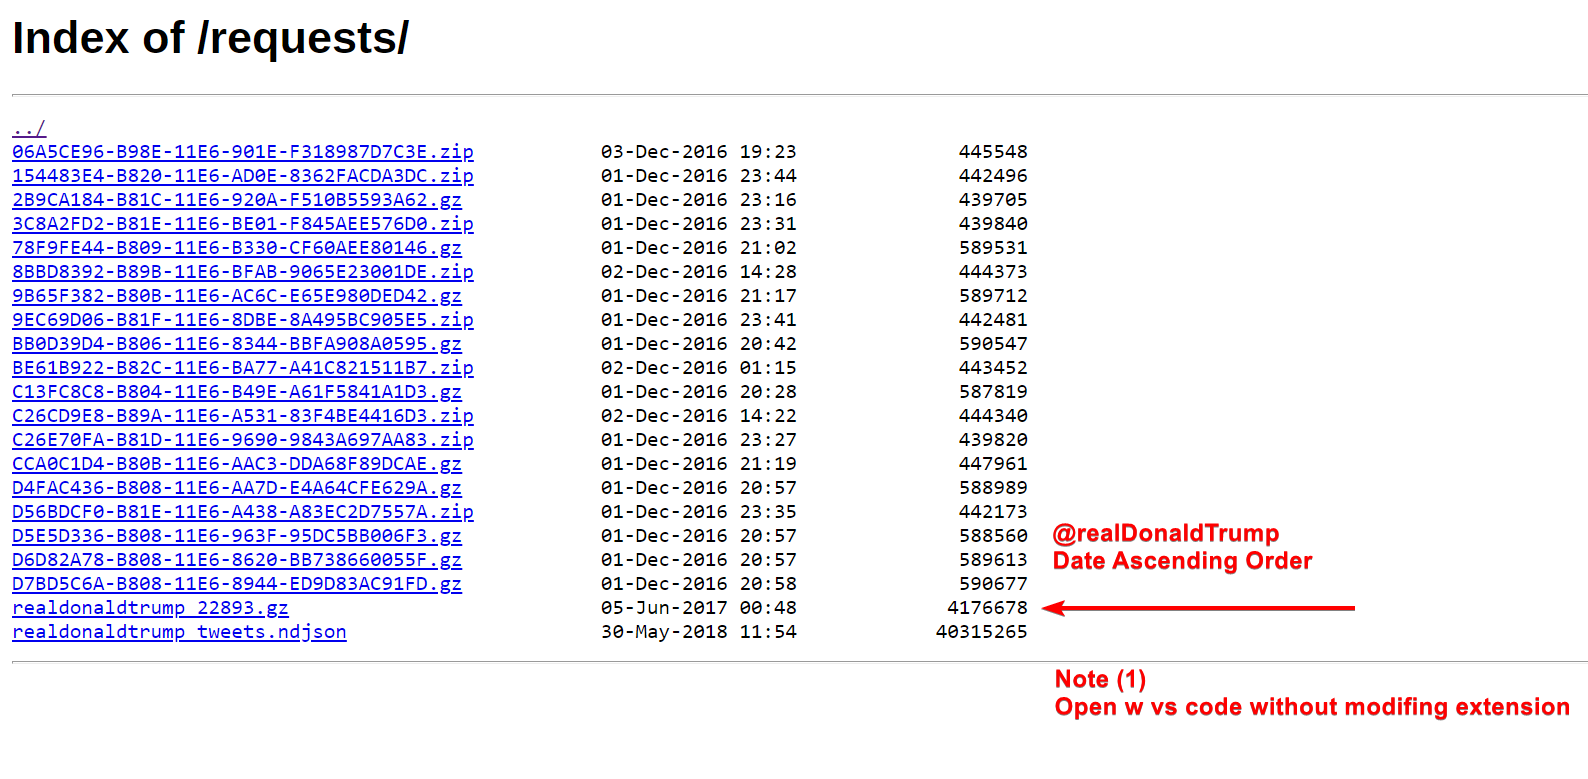 Index of /requests/
../
06A5CE96-B98E-11E6-901E-F318987D7C3E.zip 03-Dec-2016 19:23 445548
154483E4-B820-11E6-AD0E-8362FACDA3DC.zip 01-Dec-2016 23:44 442496
2B9CA184-B81C-11E6-920A-F510B5593A62.gz 01-Dec-2016 23:16 439705
3C8A2FD2-B81E-11E6-BE01-F845AEE576D0.zip 01-Dec-2016 23:31 439840
78F9FE44-B809-11E6-B330-CF60AEE80146.gz 01-Dec-2016 21:02 589531
8BBD8392-B89B-11E6-BFAB-9065E23001DE.zip 02-Dec-2016 14:28 444373
9B65F382-B80B-11E6-AC6C-E65E980DED42.gz 01-Dec-2016 21:17 589712
9EC69D06-B81F-11E6-8DBE-8A495BC905E5.zip 01-Dec-2016 23:41 442481
BB0D39D4-B806-11E6-8344-BBFA908A0595.gz 01-Dec-2016 20:42 590547
BE61B922-B82C-11E6-BA77-A41C821511B7.zip 02-Dec-2016 01:15 443452
C13FC8C8-B804-11E6-B49E-A61F5841A1D3.gz 01-Dec-2016 20:28 587819
C26CD9E8-B89A-11E6-A531-83F4BE4416D3.zip 02-Dec-2016 14:22 444340
C26E70FA-B81D-11E6-9690-9843A697AA83.zip 01-Dec-2016 23:27 439820
CCA0C1D4-B80B-11E6-AAC3-DDA68F89DCAE.gz 01-Dec-2016 21:19 447961
D4FAC436-B808-11E6-AA7D-E4A64CFE629A.gz 01-Dec-2016 20:57 588989
D56BDCF0-B81E-11E6-A438-A83EC2D7557A.zip 01-Dec-2016 23:35 442173
D5E5D336-B808-11E6-963F-95DC5BB006F3.gz 01-Dec-2016 20:57 588560
D6D82A78-B808-11E6-8620-BB738660055F.gz 01-Dec-2016 20:57 589613
D7BD5C6A-B808-11E6-8944-ED9D83AC91FD.gz 01-Dec-2016 20:58 590677
realdonaldtrump_22893.gz 05-Jun-2017 00:48 4176678
realdonaldtrump_tweets.ndjson 30-May-2018 11:54 40315265
@realDonaldTrump
Date Ascending Order
Note (1)
Open w vs code without modifing extension